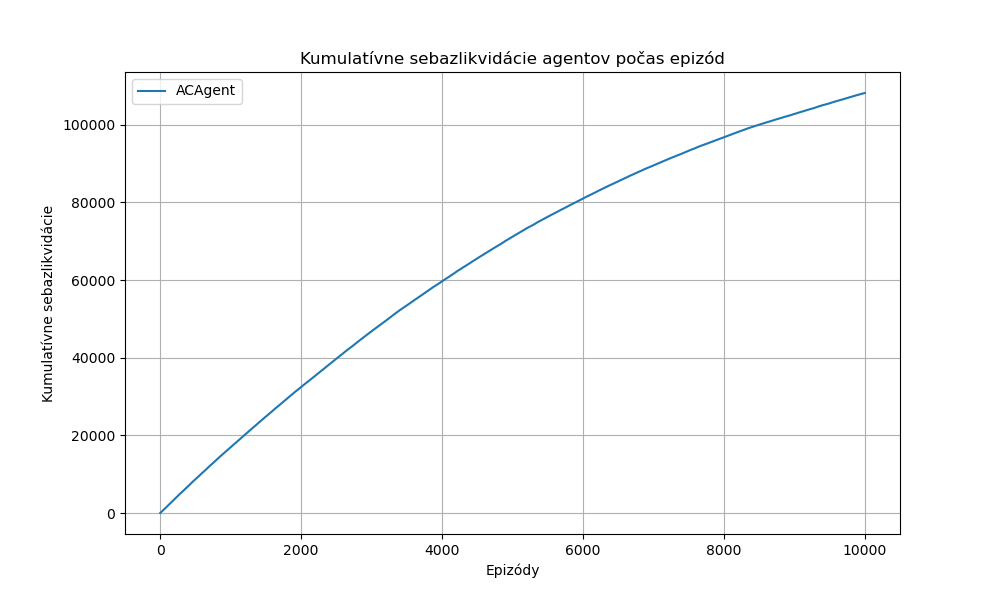 Kumulatívne sebazlikvidácie agentov počas epizód
ACAgent
Kumulatívne sebazlikvidácie
100000
80000
60000
40000
20000
0
0 2000 4000 6000 8000 10000
Epizódy